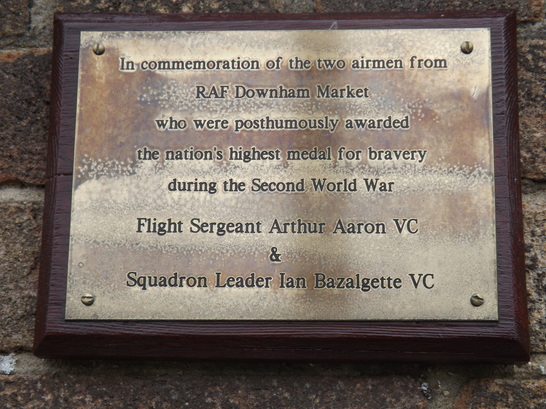 In commemoration of the two airmen from
RAF Downham Market
who were posthumously awarded
the nation's highest medal for bravery
during the Second World War
Flight Sergeant Arthur Aaron VC
&
Squadron Leader Ian Bazalgette VC